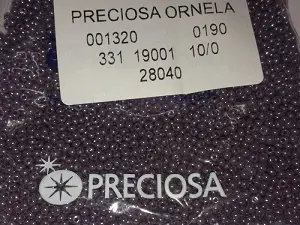 PRECIOSA ORNELA
001320 0190
331 19001 10/0
28040
PRECIOSA